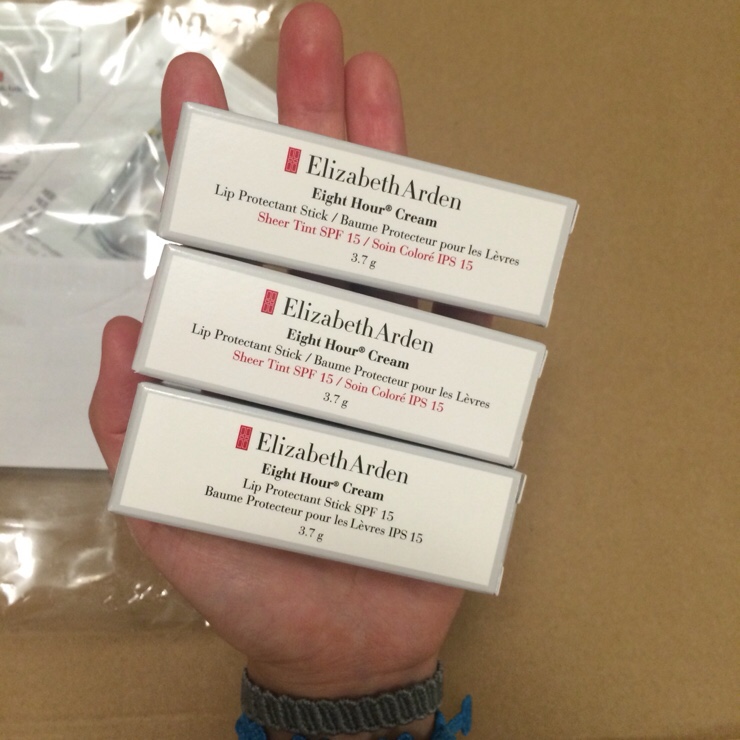 Elizabeth Arden
Eight Hour® Cream
Lip Protectant Stick / Baume Protecteur pour les Lèvres
Sheer Tint SPF 15 / Soin Coloré IPS 15
3.7 g
Elizabeth Arden
Eight Hour® Cream
Lip Protectant Stick / Baume Protecteur pour les Lèvres
Sheer Tint SPF 15 / Soin Coloré IPS 15
3.7 g
Elizabeth Arden
Eight Hour® Cream
Lip Protectant Stick SPF 15
Baume Protecteur pour les Lèvres IPS 15
3.7 g